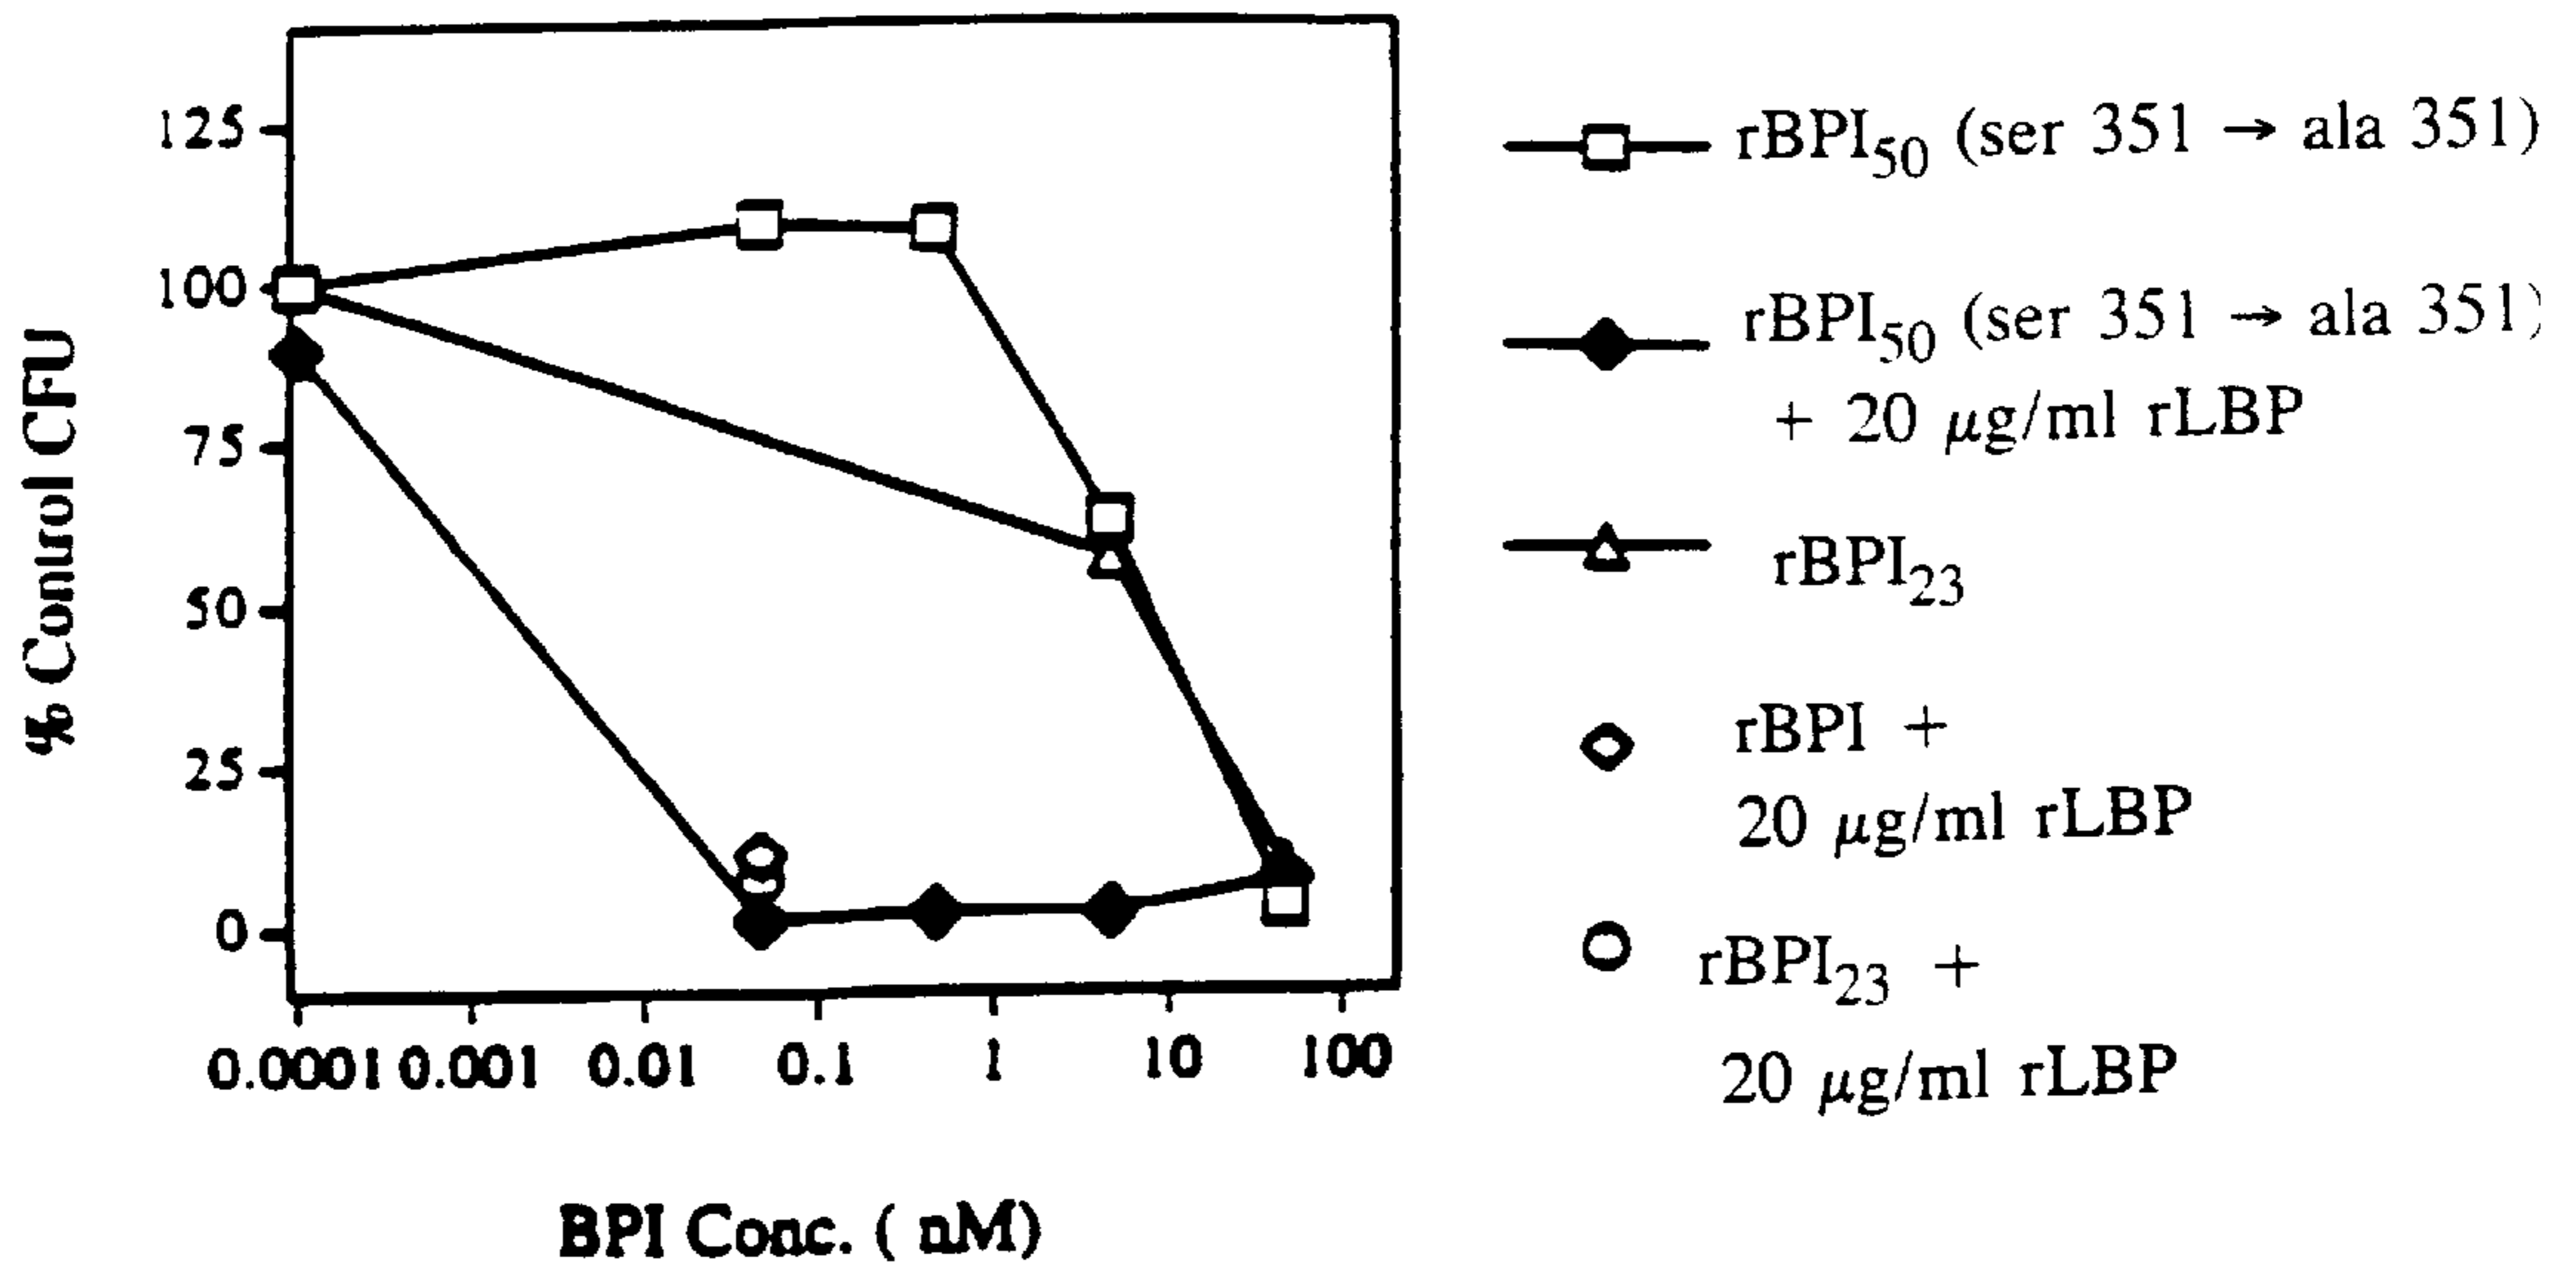 % Control CFU
125
100
75
50
25
0
0.0001 0.001 0.01 0.1 1 10 100
BPI Conc. ( nM)
rBPI50 (ser 351 → ala 351)
rBPI50 (ser 351 → ala 351)
+ 20 μg/ml rLBP
rBPI23
rBPI +
20 μg/ml rLBP
rBPI23 +
20 μg/ml rLBP